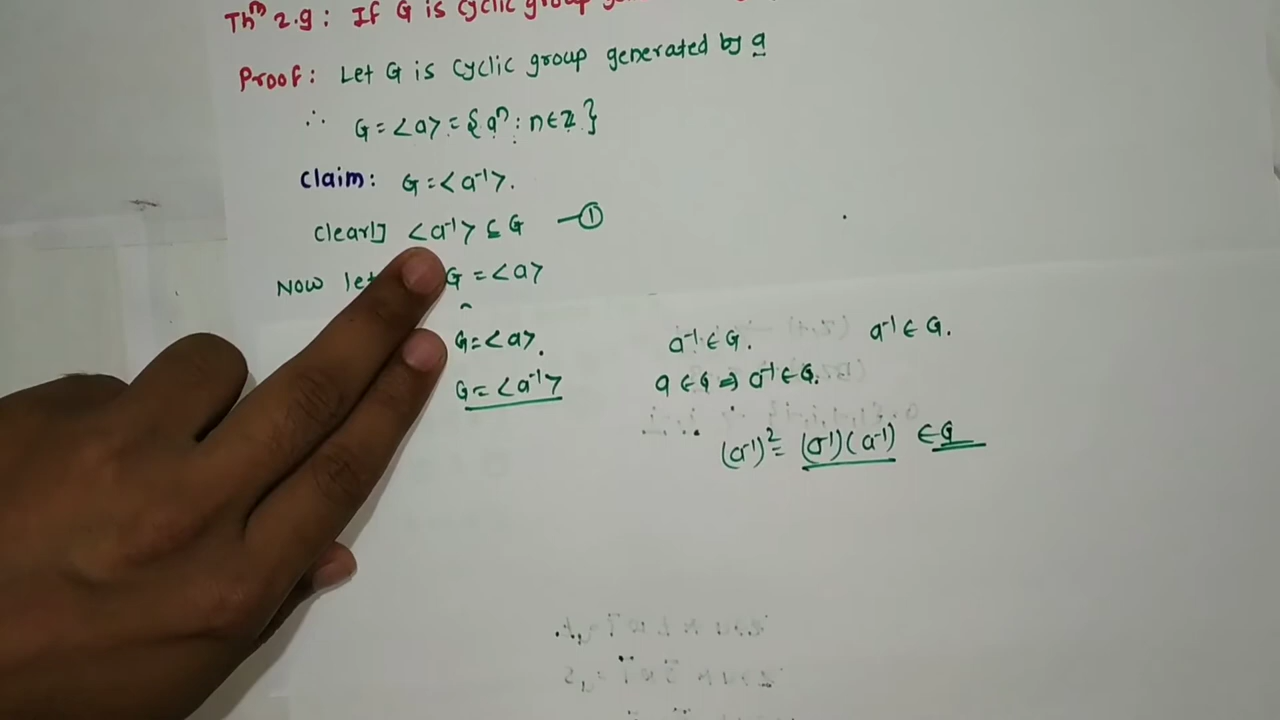 Thm 2.9: If G is cyclic group
Proof: Let G is cyclic group generated by a
∴ G = <a> = {aⁿ : n ∈ ℤ}
Claim: G = <a⁻¹>.
Clearly <a⁻¹> ⊆ G —①
Now let G = <a>
G = <a>.
G = <a⁻¹>
a⁻¹ ∈ G. a⁻¹ ∈ G.
a ∈ G ⇒ a⁻¹ ∈ G.
(a⁻¹)² = (a⁻¹)(a⁻¹) ∈ G